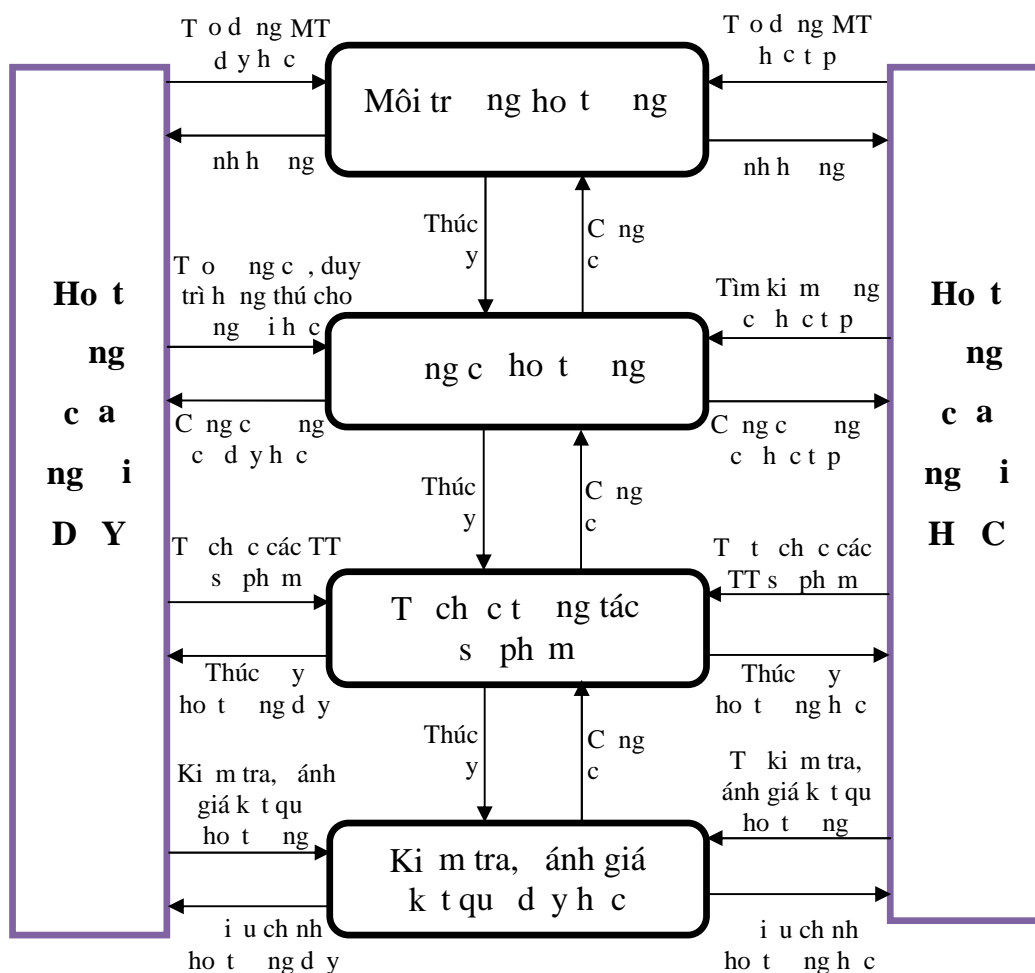 T o d ng MT
d y h c
T o d ng MT
h c t p
Môi tr ng ho t ng
nh h ng
nh h ng
Thúc
y
C ng
c
T o ng c , duy
trì h ng thú cho
ng i h c
Tìm ki m ng
c h c t p
Ho t
ng
c a
ng i
D Y
Ho t
ng
c a
ng i
H C
ng c ho t ng
C ng c ng
c d y h c
C ng c ng
c h c t p
Thúc
y
C ng
c
T ch c các TT
s ph m
T t ch c các
TT s ph m
T ch c t ng tác
s ph m
Thúc y
ho t ng d y
Thúc y
ho t ng h c
Thúc
y
C ng
c
Ki m tra, ánh
giá k t qu
ho t ng
T ki m tra,
ánh giá k t qu
ho t ng
Ki m tra, ánh giá
k t qu d y h c
i u ch nh
ho t ng d y
i u ch nh
ho t ng h c